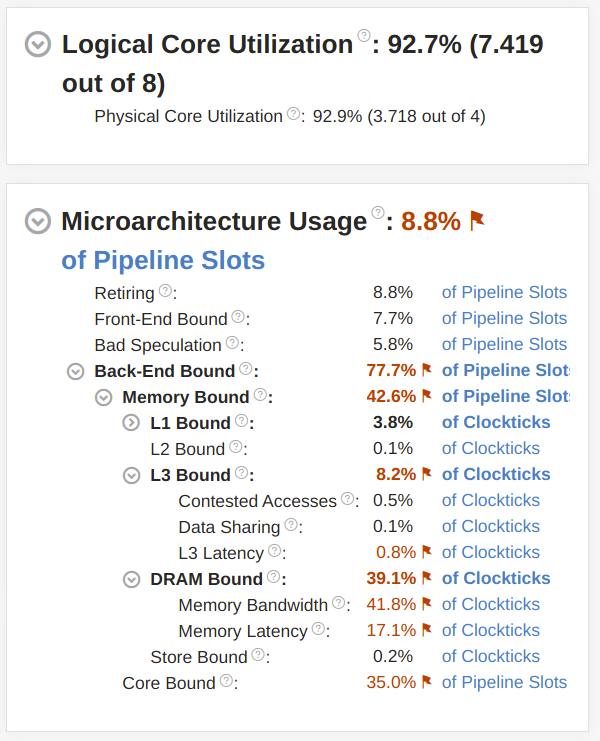 Logical Core Utilization ?: 92.7% (7.419
out of 8)
Physical Core Utilization ?: 92.9% (3.718 out of 4)
Microarchitecture Usage ?: 8.8%
of Pipeline Slots
Retiring ?: 8.8% of Pipeline Slots
Front-End Bound ?: 7.7% of Pipeline Slots
Bad Speculation ?: 5.8% of Pipeline Slots
Back-End Bound ?: 77.7% of Pipeline Slots
Memory Bound ?: 42.6% of Pipeline Slots
L1 Bound ?: 3.8% of Clockticks
L2 Bound ?: 0.1% of Clockticks
L3 Bound ?: 8.2% of Clockticks
Contested Accesses ?: 0.5% of Clockticks
Data Sharing ?: 0.1% of Clockticks
L3 Latency ?: 0.8% of Clockticks
DRAM Bound ?: 39.1% of Clockticks
Memory Bandwidth ?: 41.8% of Clockticks
Memory Latency ?: 17.1% of Clockticks
Store Bound ?: 0.2% of Clockticks
Core Bound ?: 35.0% of Pipeline Slots